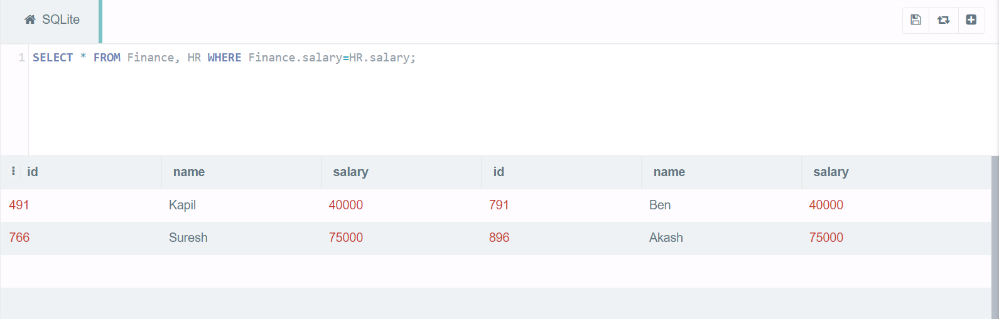 SQLite
1 SELECT * FROM Finance, HR WHERE Finance.salary=HR.salary;
id name salary id name salary
491 Kapil 40000 791 Ben 40000
766 Suresh 75000 896 Akash 75000